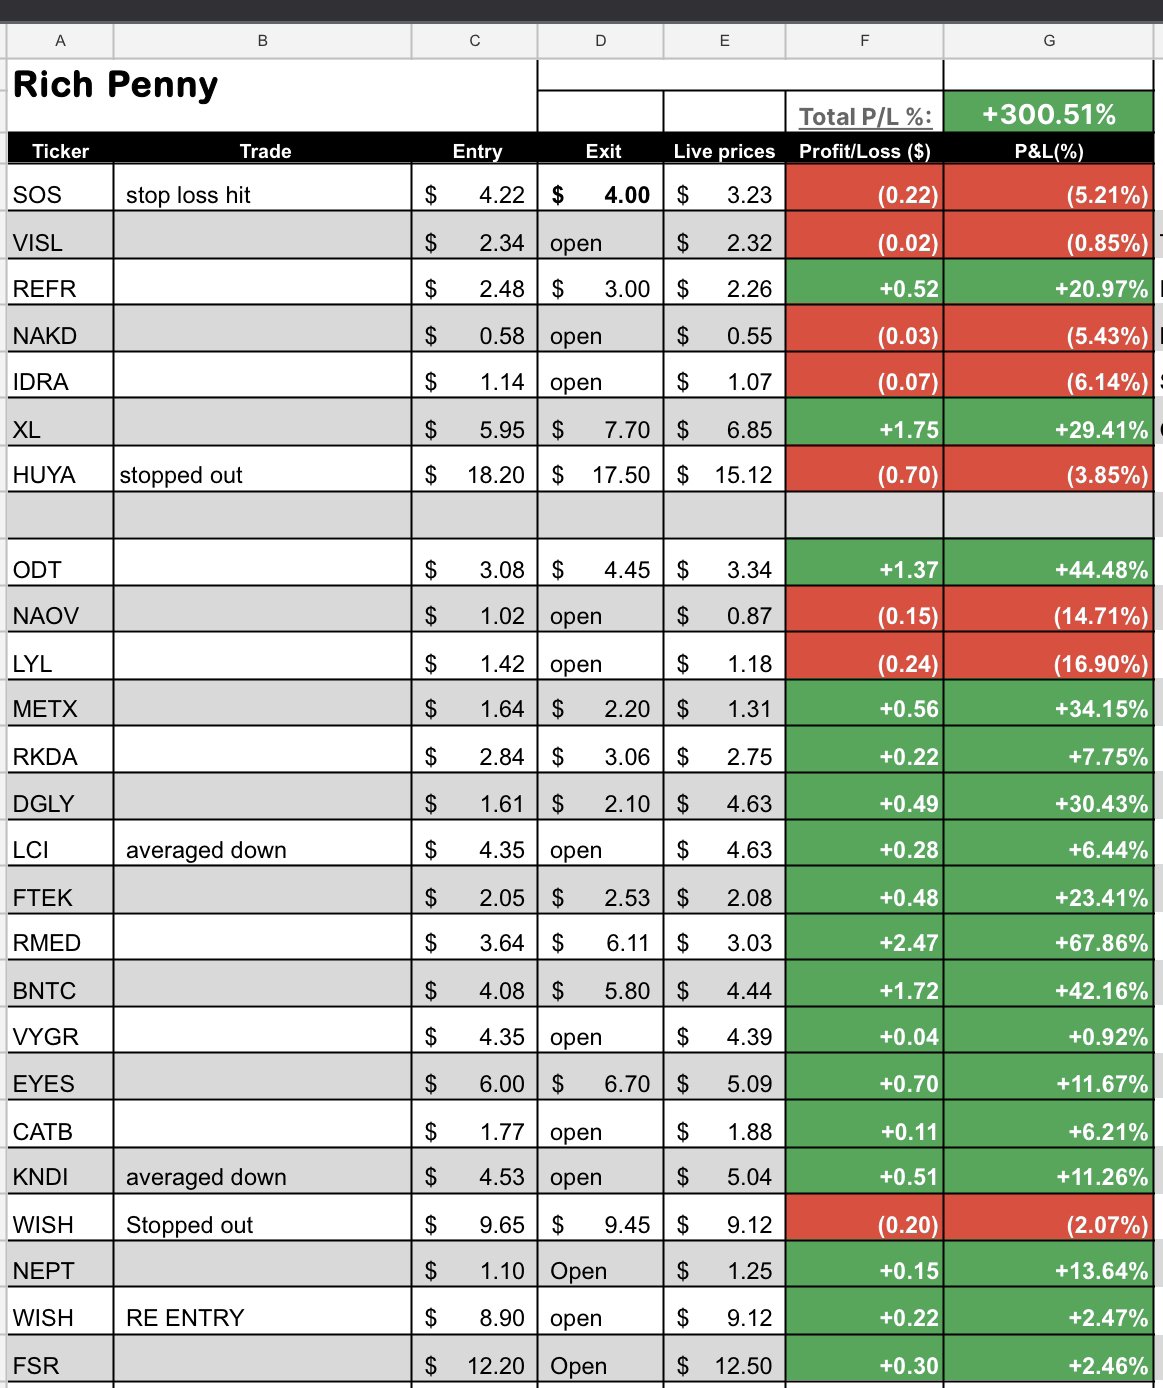 A B C D E F G
Rich Penny
Total P/L %: +300.51%
Ticker Trade Entry Exit Live prices Profit/Loss ($) P&L(%)
SOS stop loss hit $ 4.22 $ 4.00 $ 3.23 (0.22) (5.21%)
VISL $ 2.34 open $ 2.32 (0.02) (0.85%)
REFR $ 2.48 $ 3.00 $ 2.26 +0.52 +20.97%
NAKD $ 0.58 open $ 0.55 (0.03) (5.43%)
IDRA $ 1.14 open $ 1.07 (0.07) (6.14%)
XL $ 5.95 $ 7.70 $ 6.85 +1.75 +29.41%
HUYA stopped out $ 18.20 $ 17.50 $ 15.12 (0.70) (3.85%)
ODT $ 3.08 $ 4.45 $ 3.34 +1.37 +44.48%
NAOV $ 1.02 open $ 0.87 (0.15) (14.71%)
LYL $ 1.42 open $ 1.18 (0.24) (16.90%)
METX $ 1.64 $ 2.20 $ 1.31 +0.56 +34.15%
RKDA $ 2.84 $ 3.06 $ 2.75 +0.22 +7.75%
DGLY $ 1.61 $ 2.10 $ 4.63 +0.49 +30.43%
LCI averaged down $ 4.35 open $ 4.63 +0.28 +6.44%
FTEK $ 2.05 $ 2.53 $ 2.08 +0.48 +23.41%
RMED $ 3.64 $ 6.11 $ 3.03 +2.47 +67.86%
BNTC $ 4.08 $ 5.80 $ 4.44 +1.72 +42.16%
VYGR $ 4.35 open $ 4.39 +0.04 +0.92%
EYES $ 6.00 $ 6.70 $ 5.09 +0.70 +11.67%
CATB $ 1.77 open $ 1.88 +0.11 +6.21%
KNDI averaged down $ 4.53 open $ 5.04 +0.51 +11.26%
WISH Stopped out $ 9.65 $ 9.45 $ 9.12 (0.20) (2.07%)
NEPT $ 1.10 Open $ 1.25 +0.15 +13.64%
WISH RE ENTRY $ 8.90 open $ 9.12 +0.22 +2.47%
FSR $ 12.20 Open $ 12.50 +0.30 +2.46%